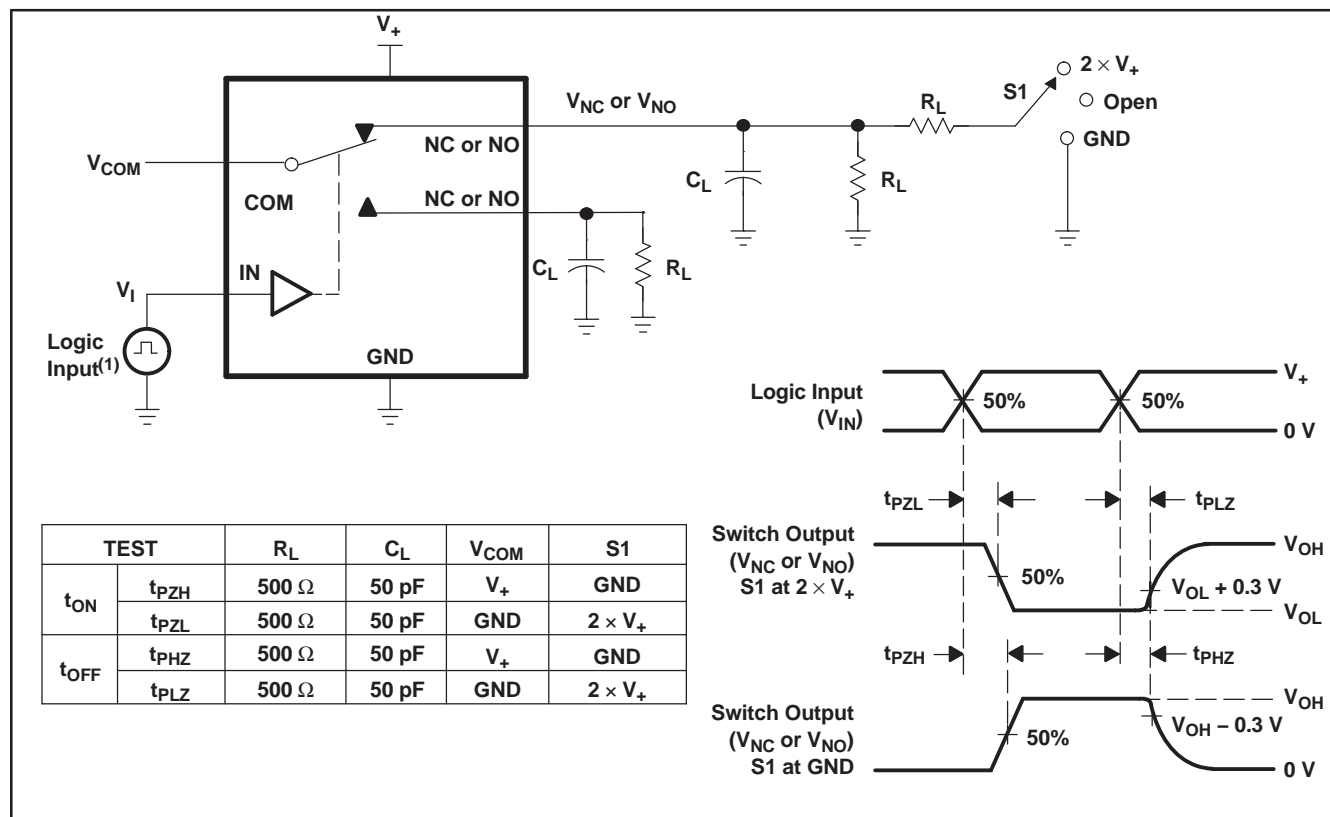 V+
VNC or VNO
RL
S1
2 × V+
Open
GND
NC or NO
VCOM
COM
CL
RL
NC or NO
IN
CL
RL
VI
Logic
Input(1)
GND
Logic Input
(VIN)
50%
50%
V+
0 V
tPZL
tPLZ
Switch Output
(VNC or VNO)
S1 at 2 × V+
50%
VOH
VOL + 0.3 V
VOL
tPZH
tPHZ
Switch Output
(VNC or VNO)
S1 at GND
50%
VOH
VOH – 0.3 V
0 V
TEST RL CL VCOM S1
tON tPZH 500 Ω 50 pF V+ GND
tPZL 500 Ω 50 pF GND 2 × V+
tOFF tPHZ 500 Ω 50 pF V+ GND
tPLZ 500 Ω 50 pF GND 2 × V+